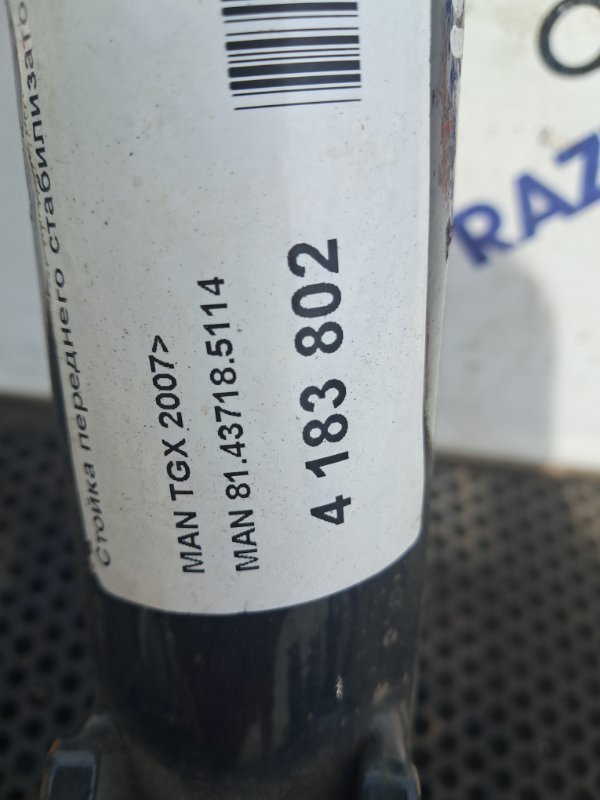 Стойка переднего стабилизато
MAN TGX 2007>
MAN 81.43718.5114
4 183 802
RAZ